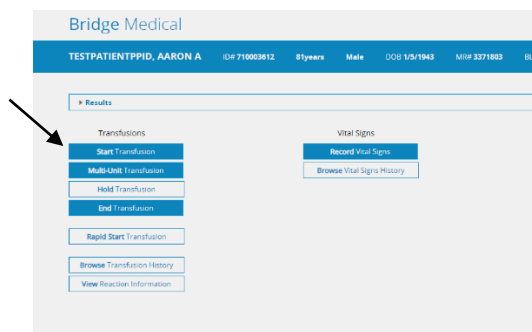 Bridge Medical
TESTPATIENTPPID, AARON A ID# 710003612 81years Male DOB 1/5/1943 MR# 3371803
Results
Transfusions
Start Transfusion
Multi-Unit Transfusion
Hold Transfusion
End Transfusion
Rapid Start Transfusion
Browse Transfusion History
View Reaction Information
Vital Signs
Record Vital Signs
Browse Vital Signs History